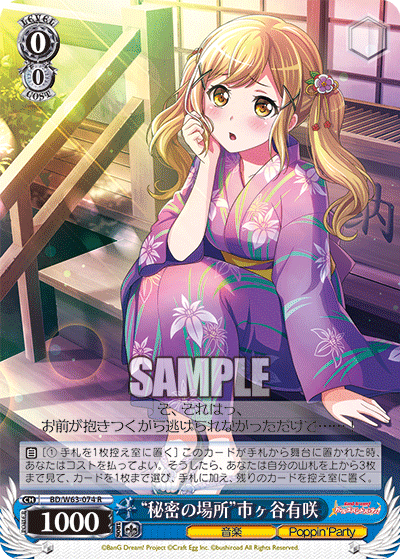 LEVEL
0
0
COST
内
SAMPLE
そ、それはっ、
お前が抱きつくから逃げられなかっただけで……!
【自】［① 手札を1枚控え室に置く］ このカードが手札から舞台に置かれた時、
あなたはコストを払ってよい。そうしたら、あなたは自分の山札を上から3枚
まで見て、カードを1枚まで選び、手札に加え、残りのカードを控え室に置く。
CH BD/W63-074 R
1000
“秘密の場所”市ヶ谷有咲
音楽 Poppin'Party
©BanG Dream! Project ©Craft Egg Inc. ©bushiroad All Rights Reserved.